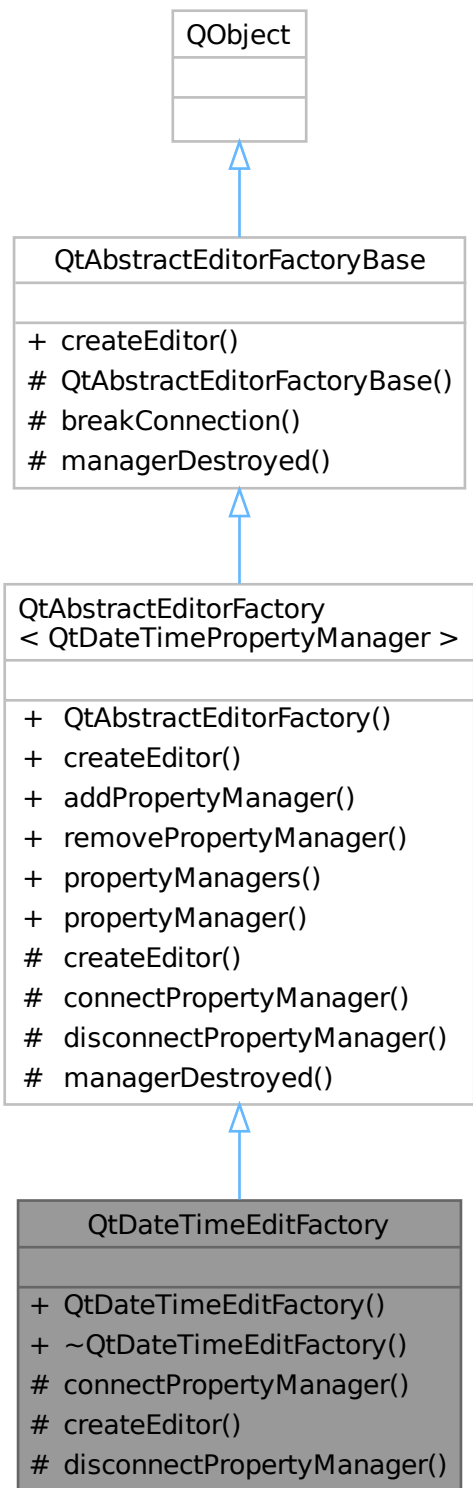 QObject
QtAbstractEditorFactoryBase
+ createEditor()
# QtAbstractEditorFactoryBase()
# breakConnection()
# managerDestroyed()
QtAbstractEditorFactory
< QtDateTimePropertyManager >
+ QtAbstractEditorFactory()
+ createEditor()
+ addPropertyManager()
+ removePropertyManager()
+ propertyManagers()
+ propertyManager()
# createEditor()
# connectPropertyManager()
# disconnectPropertyManager()
# managerDestroyed()
QtDateTimeEditFactory
+ QtDateTimeEditFactory()
+ ~QtDateTimeEditFactory()
# connectPropertyManager()
# createEditor()
# disconnectPropertyManager()